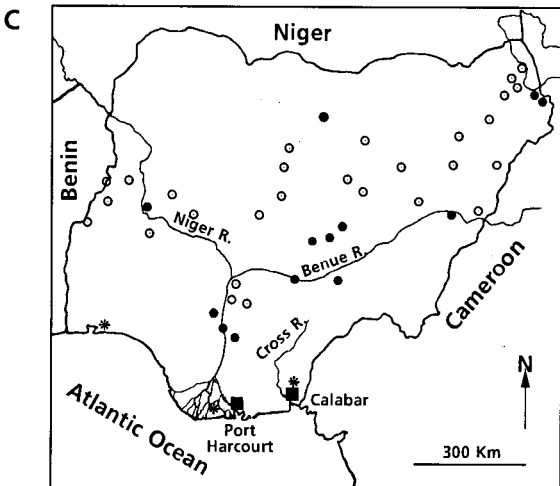 C
Niger
Benin
Niger R.
Benue R.
Cameroon
Cross R.
N
Calabar
Atlantic Ocean
Port
Harcourt
300 Km